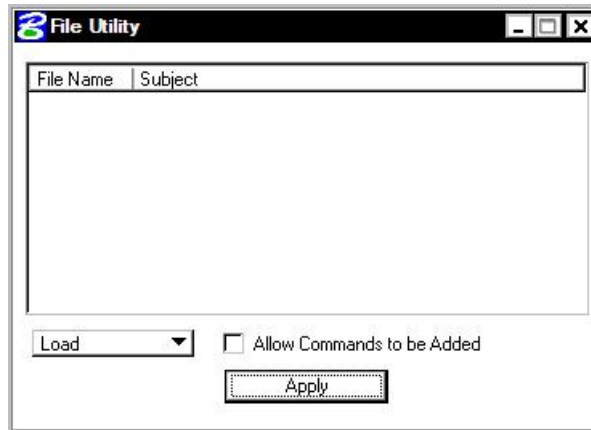 File Utility
File Name Subject
Load Allow Commands to be Added
Apply